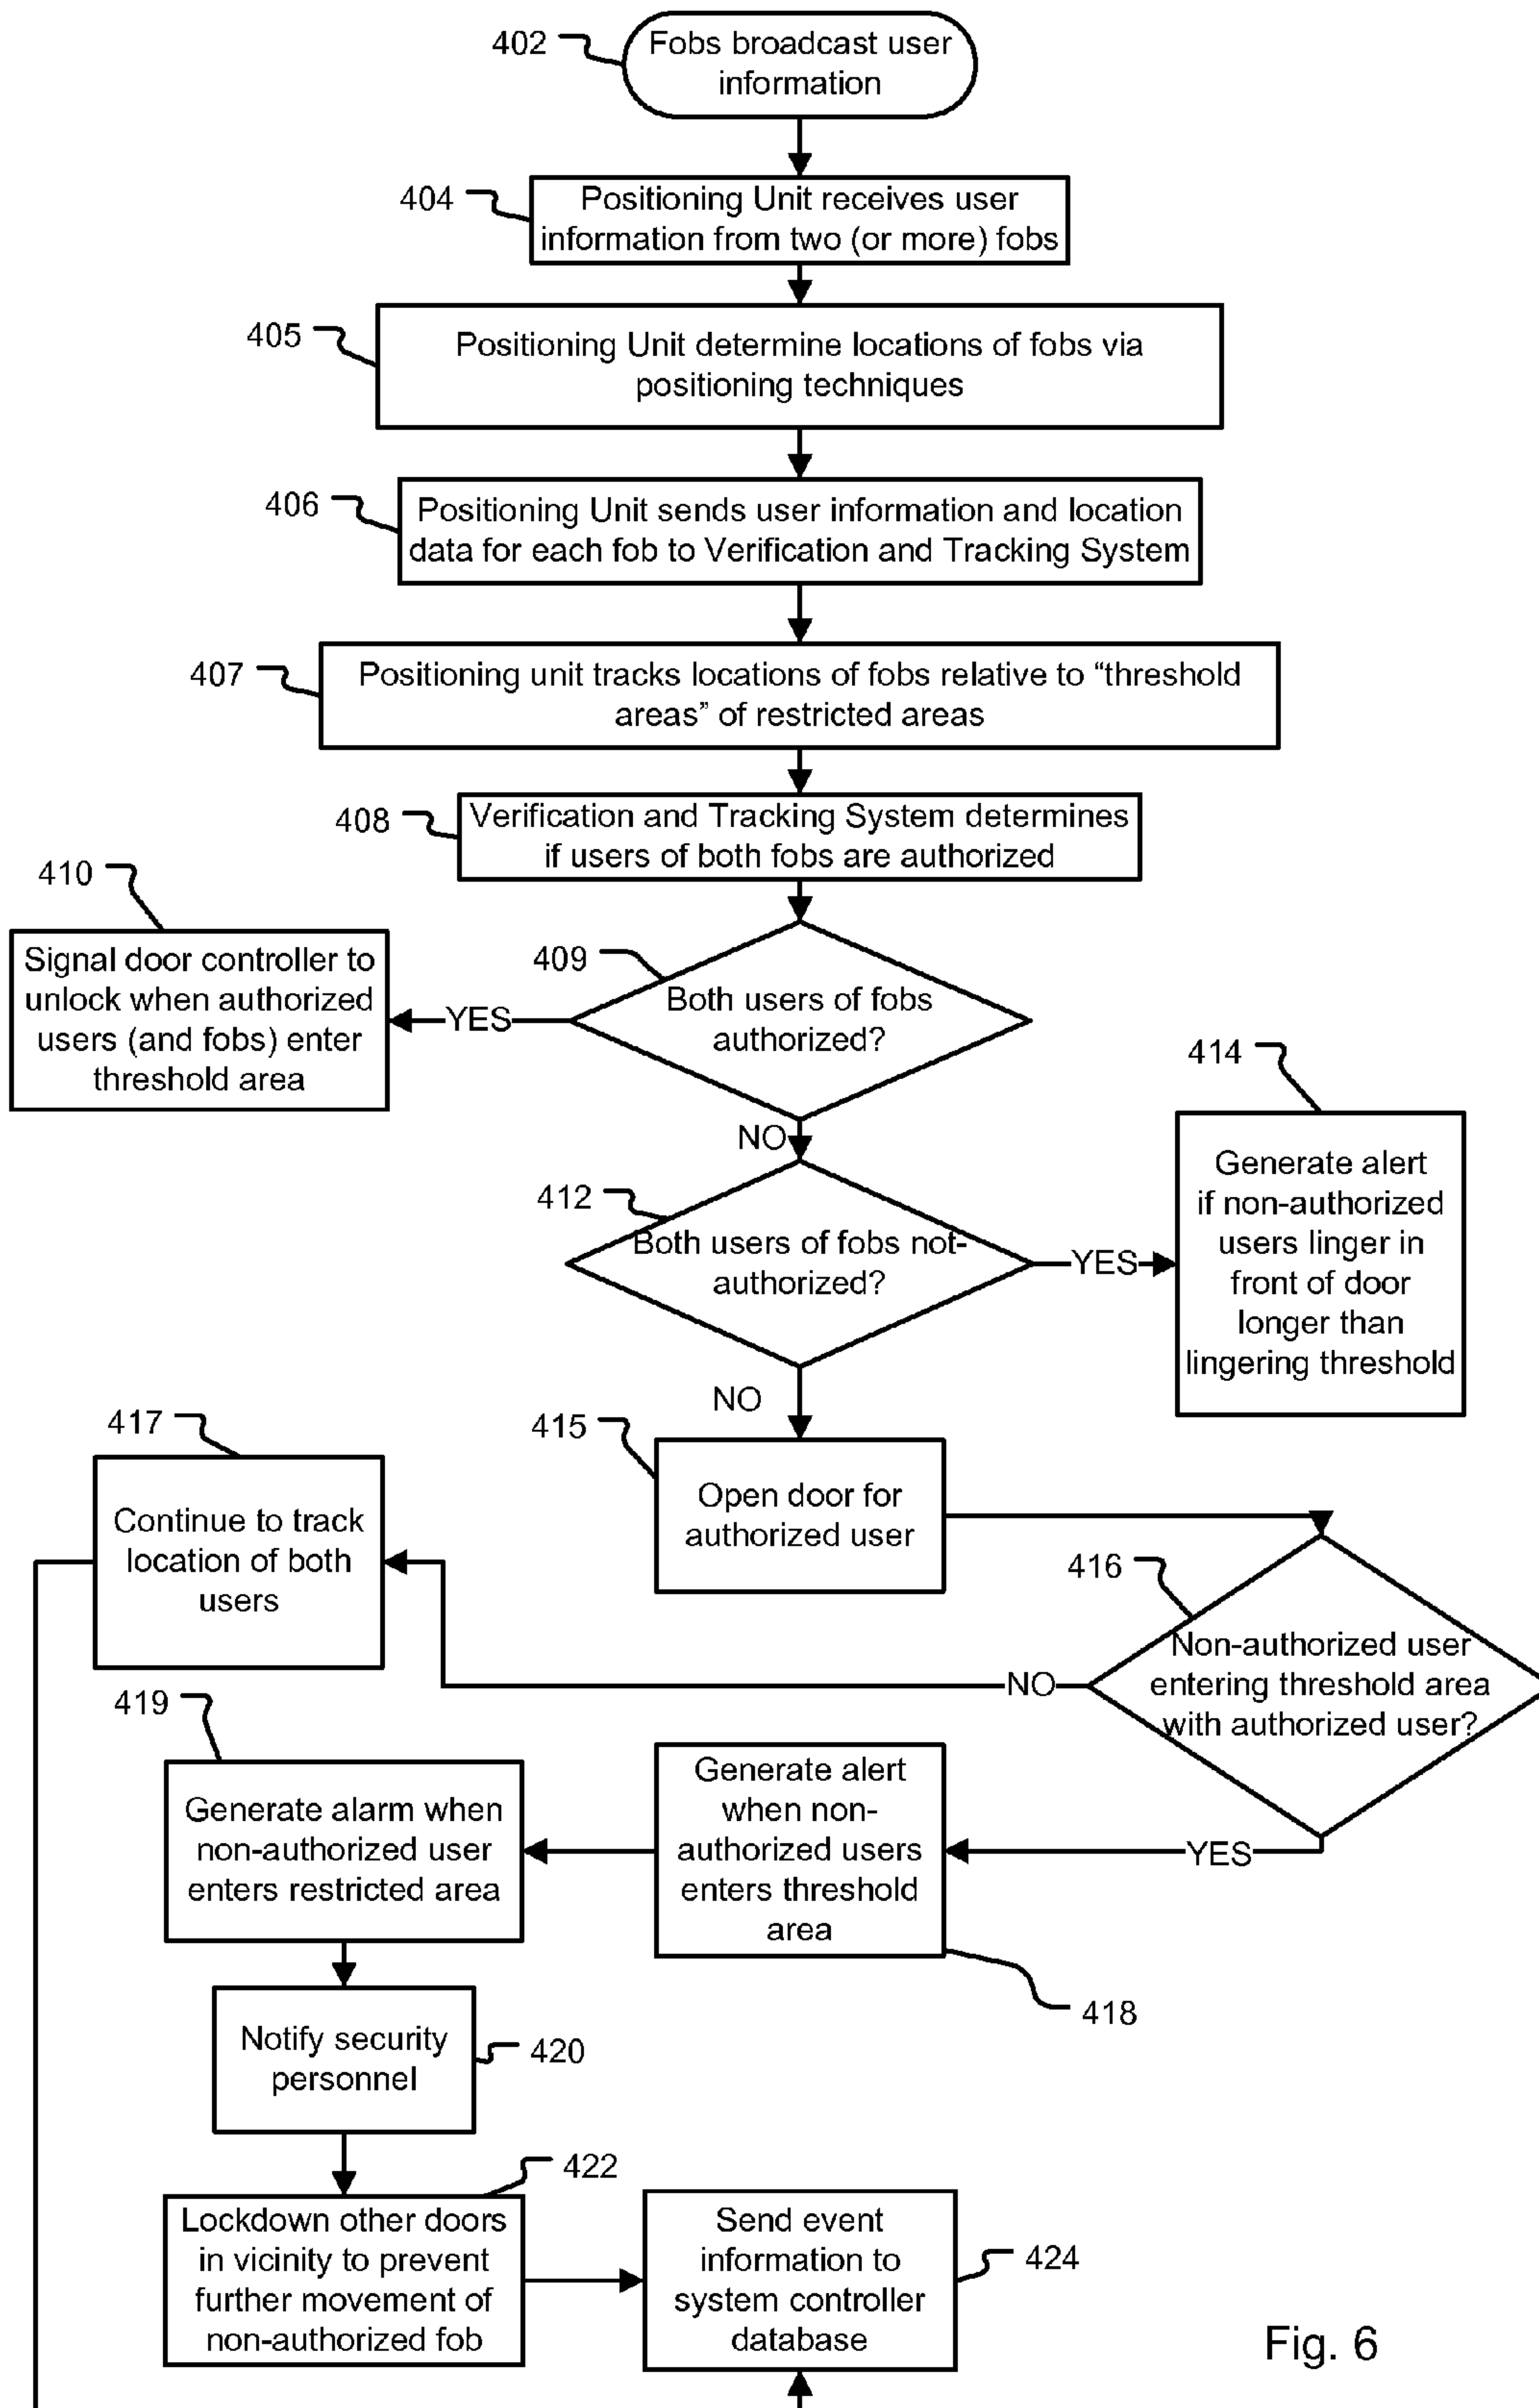 402
Fobs broadcast user
information
404
Positioning Unit receives user
information from two (or more) fobs
405
Positioning Unit determine locations of fobs via
positioning techniques
406
Positioning Unit sends user information and location
data for each fob to Verification and Tracking System
407
Positioning unit tracks locations of fobs relative to “threshold
areas” of restricted areas
408
Verification and Tracking System determines
if users of both fobs are authorized
410
Signal door controller to
unlock when authorized
users (and fobs) enter
threshold area
YES
409
Both users of fobs
authorized?
NO
414
Generate alert
if non-authorized
users linger in
front of door
longer than
lingering threshold
412
Both users of fobs not-
authorized?
YES
NO
415
Open door for
authorized user
417
Continue to track
location of both
users
416
Non-authorized user
entering threshold area
with authorized user?
NO
YES
419
Generate alarm when
non-authorized user
enters restricted area
Generate alert
when non-
authorized users
enters threshold
area
418
Notify security
personnel
420
422
Lockdown other doors
in vicinity to prevent
further movement of
non-authorized fob
Send event
information to
system controller
database
424
Fig. 6